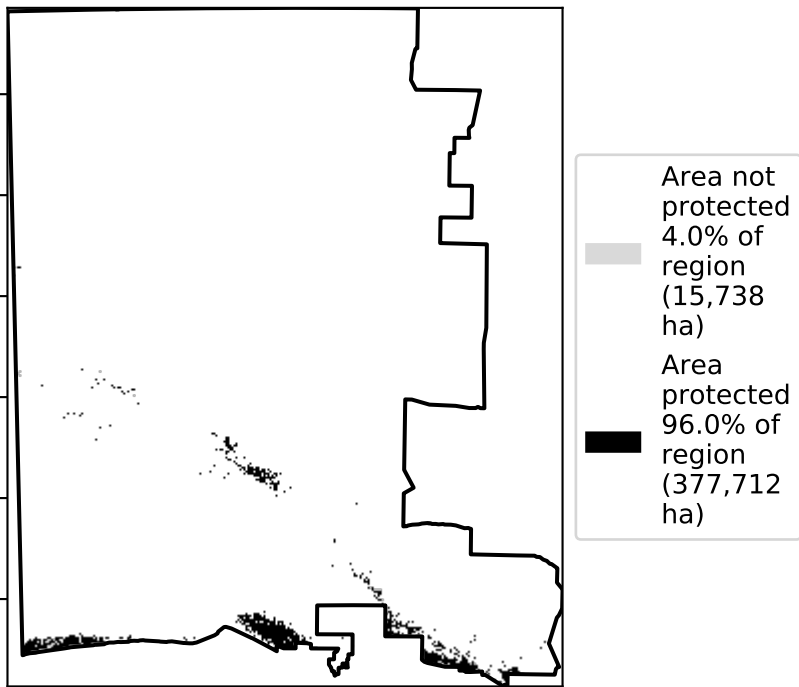 Area not
protected
4.0% of
region
(15,738
ha)
Area
protected
96.0% of
region
(377,712
ha)